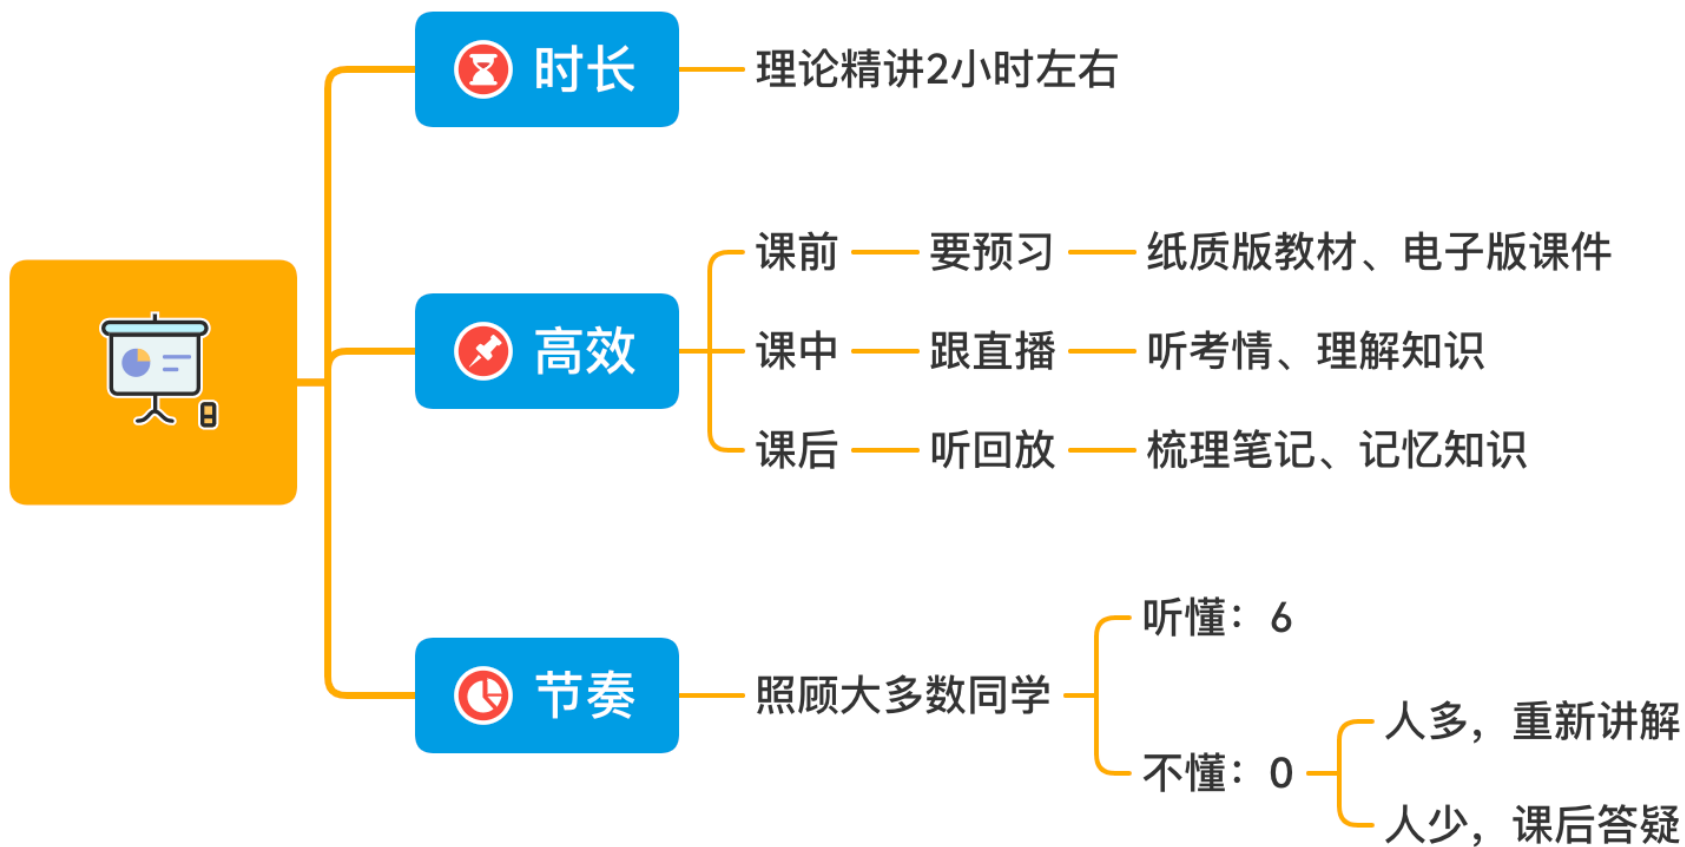 时长
理论精讲2小时左右
高效
课前
要预习
纸质版教材、电子版课件
课中
跟直播
听考情、理解知识
课后
听回放
梳理笔记、记忆知识
节奏
照顾大多数同学
听懂：6
不懂：0
人多，重新讲解
人少，课后答疑